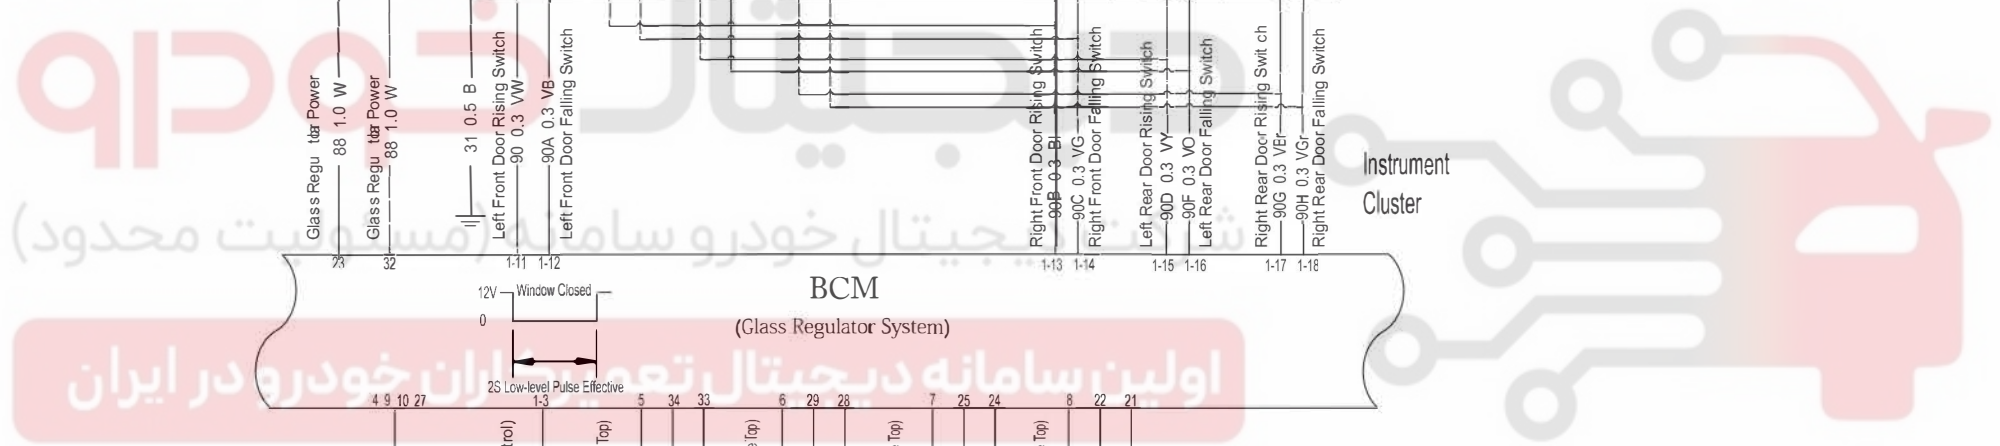 Glass Regu tor Power
88 1.0 W
Glass Regu tor Power
88 1.0 W
31 0.5 B
Left Front Door Rising Switch
90 0.3 VW
90A 0.3 VB
Left Front Door Falling Switch
Right Front Door Rising Switch
90B 0.3 Bl
90C 0.3 VG
Right Front Door Falling Switch
Left Rear Door Rising Switch
90D 0.3 VY
90F 0.3 VO
Left Rear Door Falling Switch
Right Rear Door Rising Swit ch
90G 0.3 VBr
90H 0.3 VGr
Right Rear Door Falling Switch
Instrument
Cluster
دیجیتال خودرو
شرکت دیجیتال خودرو سامانه (مسئولیت محدود)
23 32 1-11 1-12 1-13 1-14 1-15 1-16 1-17 1-18
BCM
(Glass Regulator System)
12V Window Closed
0
2S Low-level Pulse Effective
اولین سامانه دیجیتال تعمیرکاران خودرو در ایران
4 9 10 27 1-3 5 34 33 6 29 28 7 25 24 8 22 21
trol)
Top)
e Top)
Top)
Top)